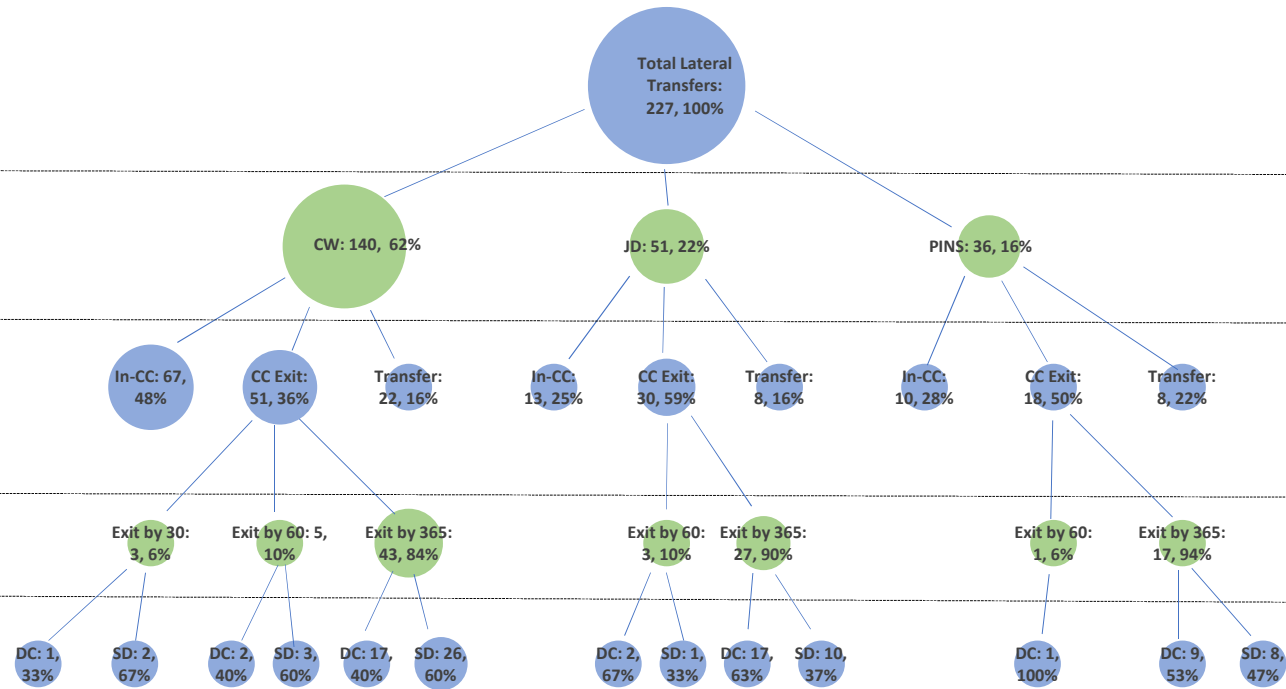 Total Lateral
Transfers:
227, 100%
CW: 140, 62%
JD: 51, 22%
PINS: 36, 16%
In-CC: 67,
48%
CC Exit:
51, 36%
Transfer:
22, 16%
In-CC:
13, 25%
CC Exit:
30, 59%
Transfer:
8, 16%
In-CC:
10, 28%
CC Exit:
18, 50%
Transfer:
8, 22%
Exit by 30:
3, 6%
Exit by 60: 5,
10%
Exit by 365:
43, 84%
Exit by 60:
3, 10%
Exit by 365:
27, 90%
Exit by 60:
1, 6%
Exit by 365:
17, 94%
DC: 1,
33%
SD: 2,
67%
DC: 2,
40%
SD: 3,
60%
DC: 17,
40%
SD: 26,
60%
DC: 2,
67%
SD: 1,
33%
DC: 17,
63%
SD: 10,
37%
DC: 1,
100%
DC: 9,
53%
SD: 8,
47%